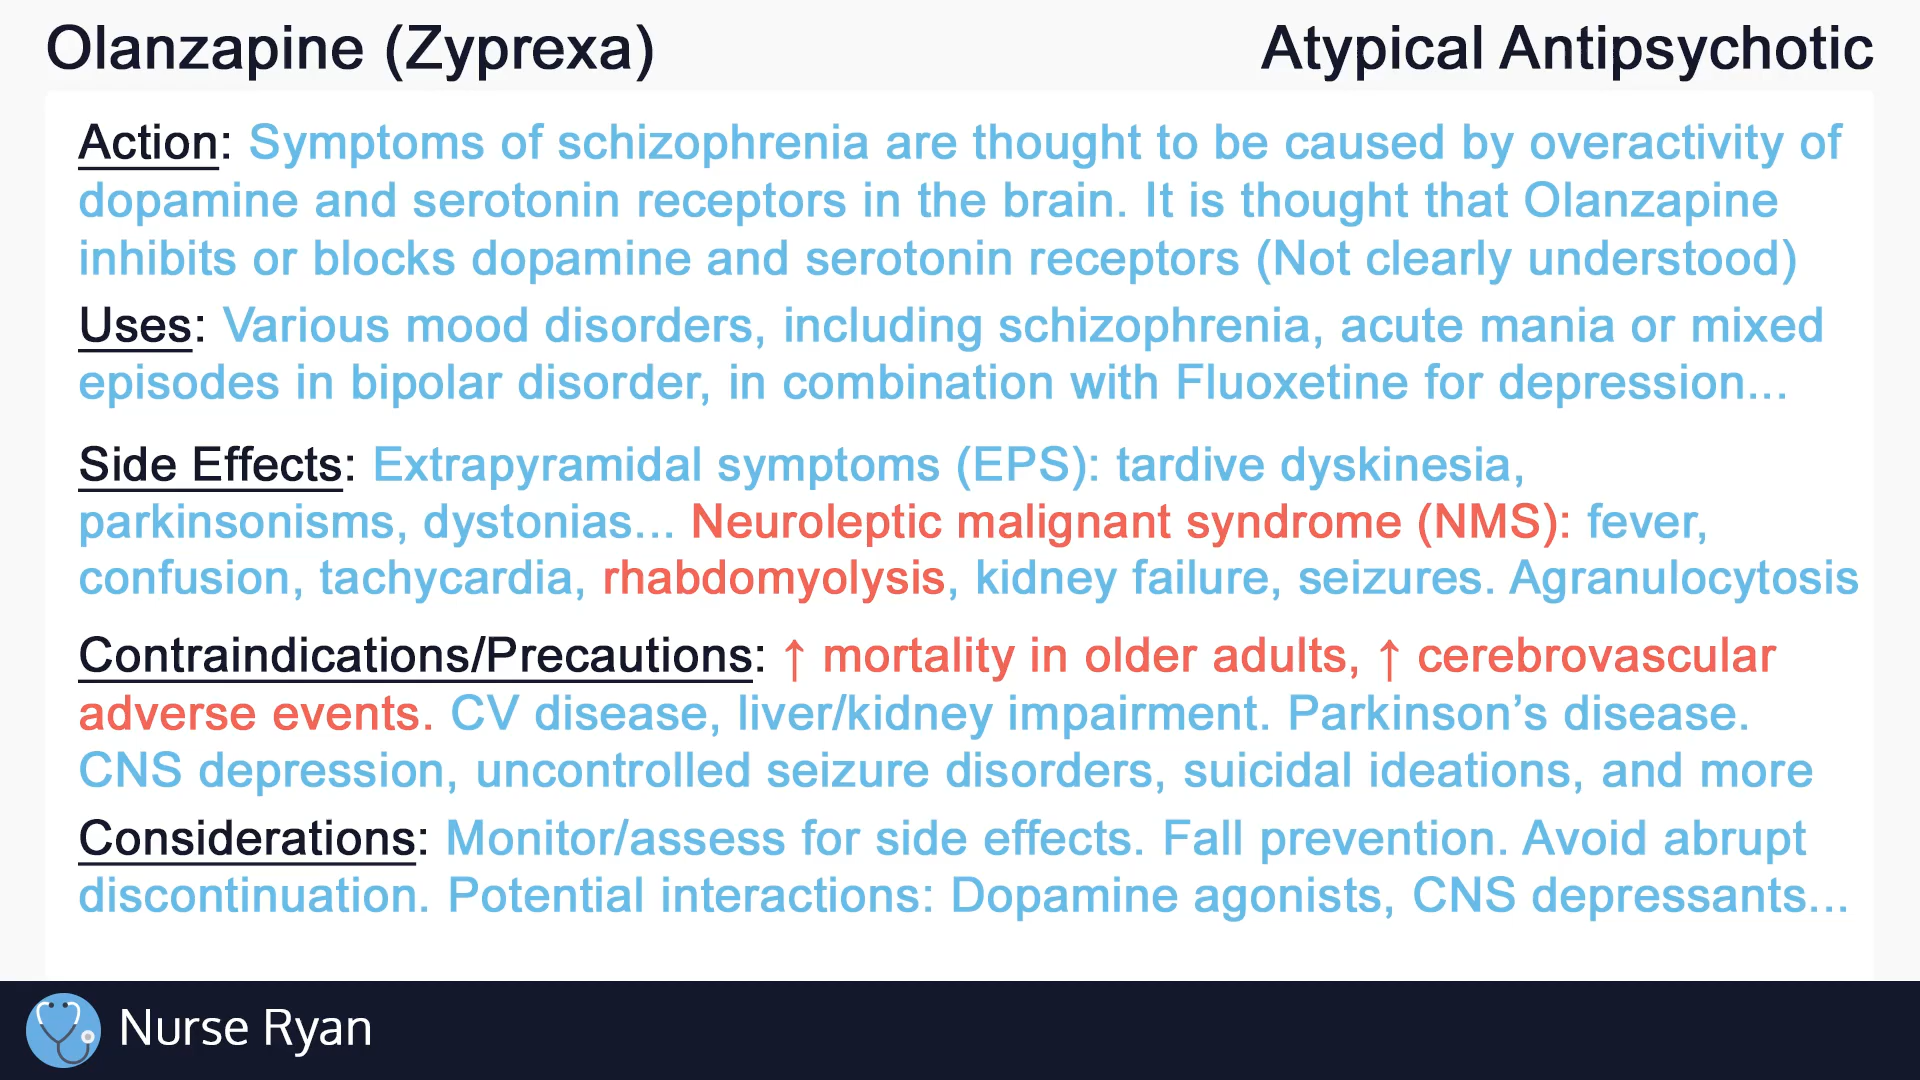 Olanzapine (Zyprexa)
Atypical Antipsychotic
Action: Symptoms of schizophrenia are thought to be caused by overactivity of
dopamine and serotonin receptors in the brain. It is thought that Olanzapine
inhibits or blocks dopamine and serotonin receptors (Not clearly understood)
Uses: Various mood disorders, including schizophrenia, acute mania or mixed
episodes in bipolar disorder, in combination with Fluoxetine for depression...
Side Effects: Extrapyramidal symptoms (EPS): tardive dyskinesia,
parkinsonisms, dystonias... Neuroleptic malignant syndrome (NMS): fever,
confusion, tachycardia, rhabdomyolysis, kidney failure, seizures. Agranulocytosis
Contraindications/Precautions: ↑ mortality in older adults, ↑ cerebrovascular
adverse events. CV disease, liver/kidney impairment. Parkinson’s disease.
CNS depression, uncontrolled seizure disorders, suicidal ideations, and more
Considerations: Monitor/assess for side effects. Fall prevention. Avoid abrupt
discontinuation. Potential interactions: Dopamine agonists, CNS depressants...
Nurse Ryan